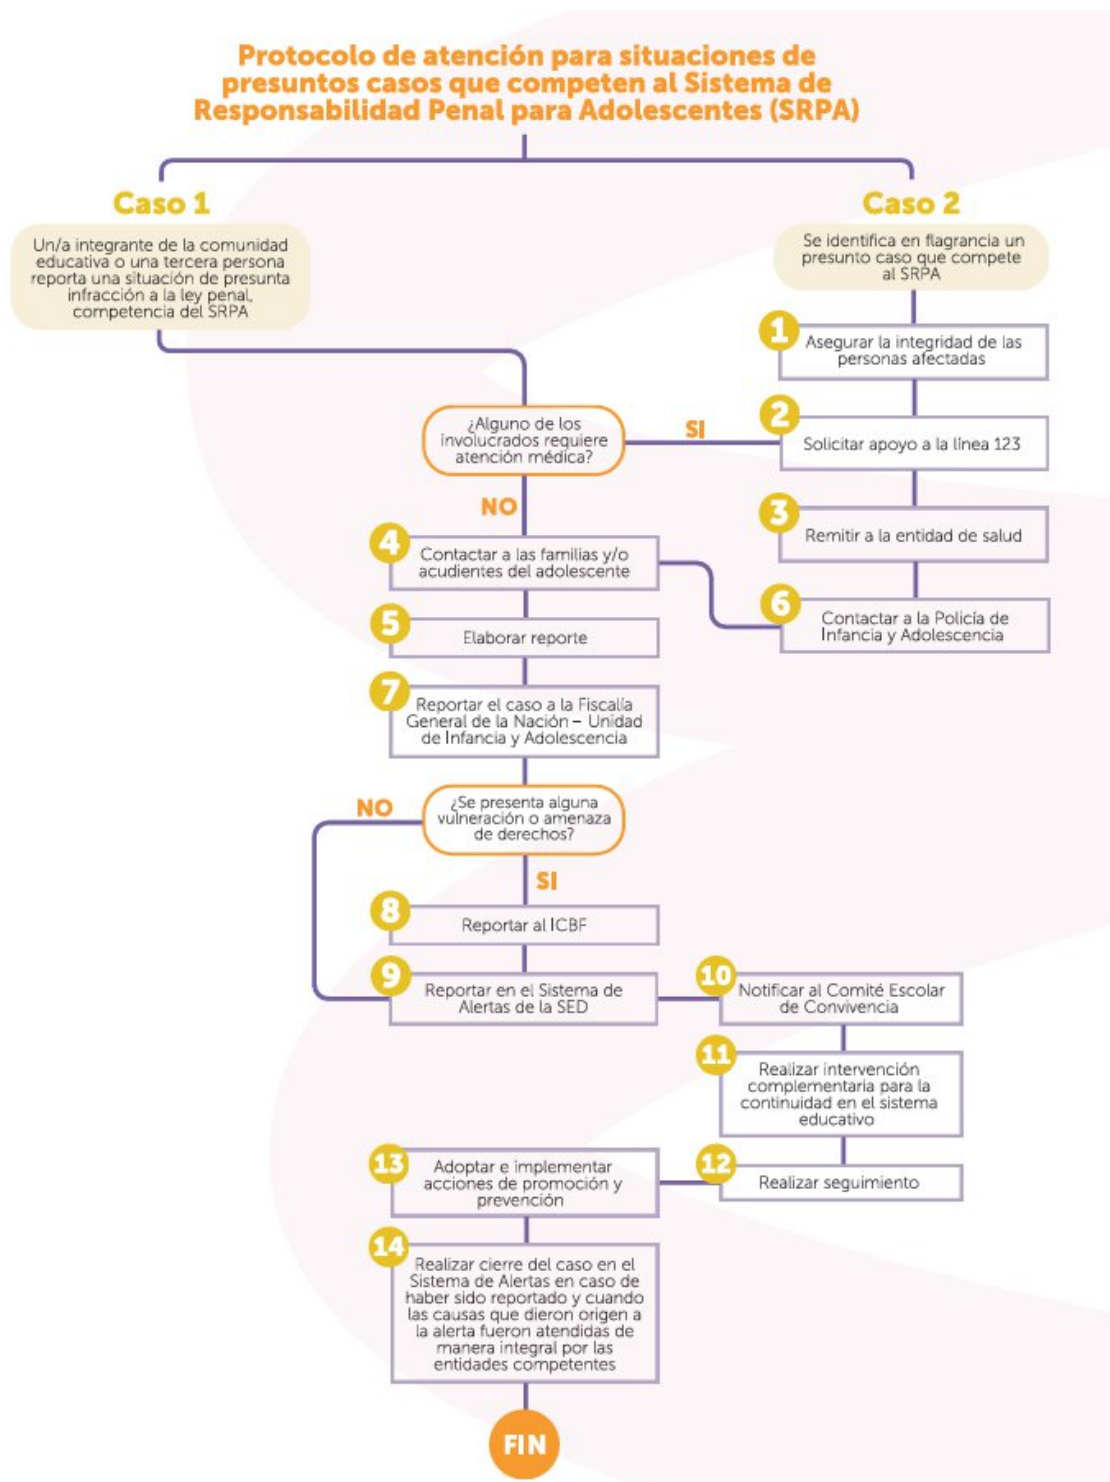 Protocolo de atención para situaciones de
presuntos casos que competen al Sistema de
Responsabilidad Penal para Adolescentes (SRPA)
Caso 1
Un/a integrante de la comunidad
educativa o una tercera persona
reporta una situación de presunta
infracción a la ley penal,
competencia del SRPA
Caso 2
Se identifica en flagrancia un
presunto caso que compete
al SRPA
1
Asegurar la integridad de las
personas afectadas
¿Alguno de los
involucrados requiere
atención médica?
SI
2
Solicitar apoyo a la línea 123
NO
3
Remitir a la entidad de salud
4
Contactar a las familias y/o
acudientes del adolescente
6
Contactar a la Policía de
Infancia y Adolescencia
5
Elaborar reporte
7
Reportar el caso a la Fiscalía
General de la Nación – Unidad
de Infancia y Adolescencia
¿Se presenta alguna
vulneración o amenaza
de derechos?
NO
SI
8
Reportar al ICBF
9
Reportar en el Sistema de
Alertas de la SED
10
Notificar al Comité Escolar
de Convivencia
11
Realizar intervención
complementaria para la
continuidad en el sistema
educativo
12
Realizar seguimiento
13
Adoptar e implementar
acciones de promoción y
prevención
14
Realizar cierre del caso en el
Sistema de Alertas en caso de
haber sido reportado y cuando
las causas que dieron origen a
la alerta fueron atendidas de
manera integral por las
entidades competentes
FIN